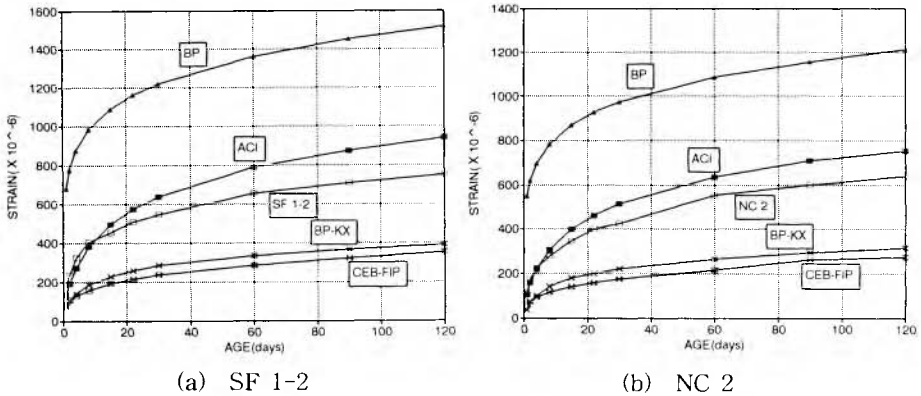 1600
1400
1200
1000
800
600
400
200
0
STRAIN( X 10^-6)
BP
ACI
SF 1-2
BP-KX
CEB-FIP
0 20 40 60 80 100 120
AGE(days)
(a) SF 1-2
1400
1200
1000
800
600
400
200
0
STRAIN( X 10^-6)
BP
ACI
NC 2
BP-KX
CEB-FIP
0 20 40 60 80 100 120
AGE(days)
(b) NC 2